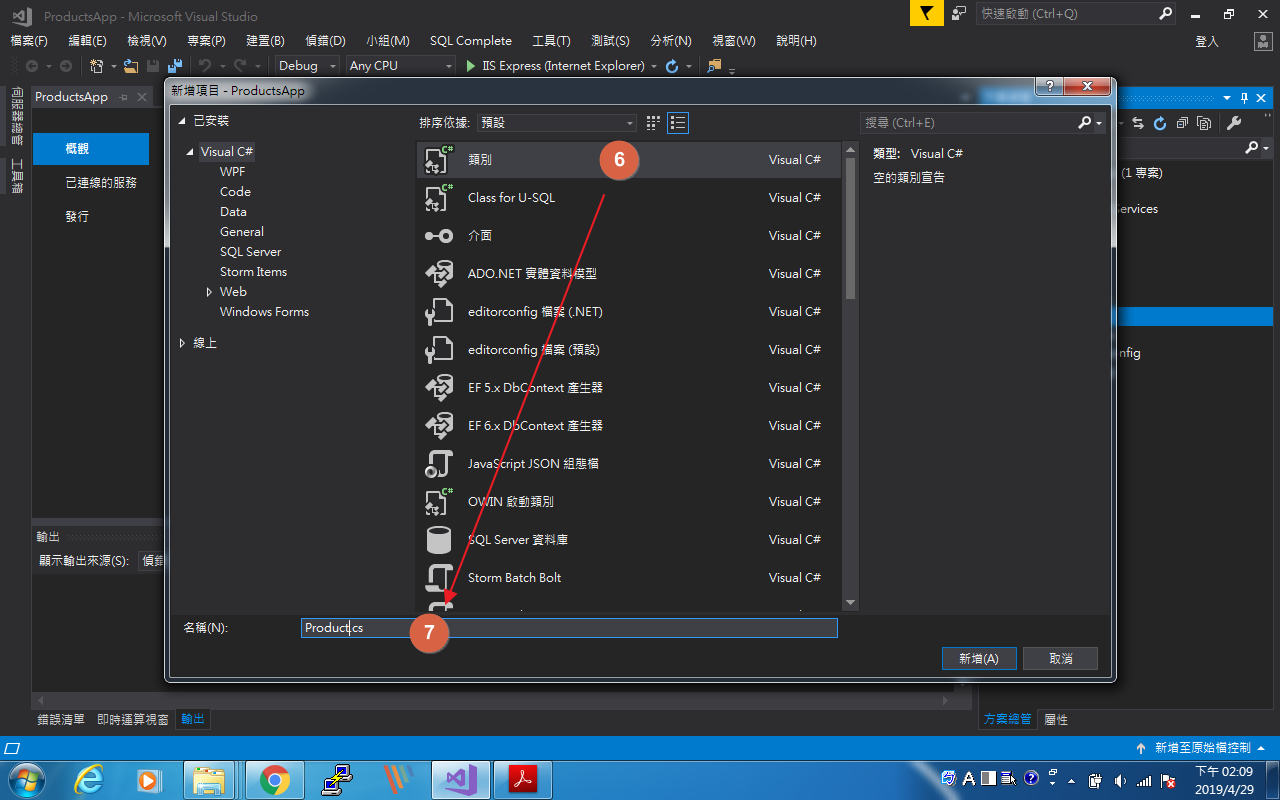 ProductsApp - Microsoft Visual Studio
快速啟動 (Ctrl+Q)
檔案(F) 編輯(E) 檢視(V) 專案(P) 建置(B) 偵錯(D) 小組(M) SQL Complete 工具(T) 測試(S) 分析(N) 視窗(W) 說明(H) 登入
Debug Any CPU IIS Express (Internet Explorer)
伺服器總管
工具箱
ProductsApp
概觀
已連線的服務
發行
新增項目 - ProductsApp
已安裝
Visual C#
WPF
Code
Data
General
SQL Server
Storm Items
Web
Windows Forms
線上
排序依據: 預設
搜尋 (Ctrl+E)
類別 6 Visual C#
Class for U-SQL Visual C#
介面 Visual C#
ADO.NET 實體資料模型 Visual C#
editorconfig 檔案 (.NET) Visual C#
editorconfig 檔案 (預設) Visual C#
EF 5.x DbContext 產生器 Visual C#
EF 6.x DbContext 產生器 Visual C#
JavaScript JSON 組態檔 Visual C#
OWIN 啟動類別 Visual C#
SQL Server 資料庫 Visual C#
Storm Batch Bolt Visual C#
類型: Visual C#
空的類別宣告
(1 專案)
ervices
nfig
名稱(N): Product.cs 7
新增(A) 取消
輸出
顯示輸出來源(S): 偵錯
錯誤清單 即時運算視窗 輸出
方案總管 屬性
新增至原始檔控制
下午 02:09
2019/4/29